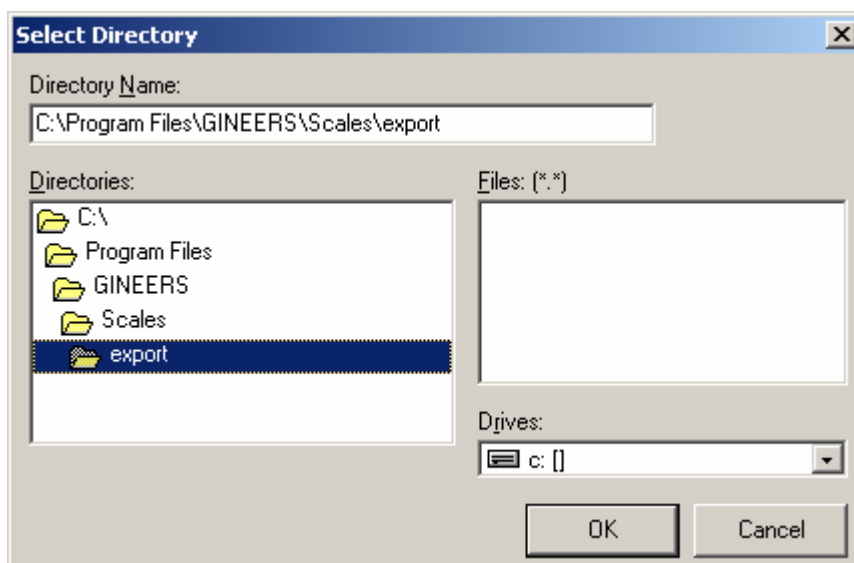 Select Directory
Directory Name:
C:\Program Files\GINEERS\Scales\export
Directories:
C:\
Program Files
GINEERS
Scales
export
Files: (*.*)
Drives:
c: []
OK
Cancel